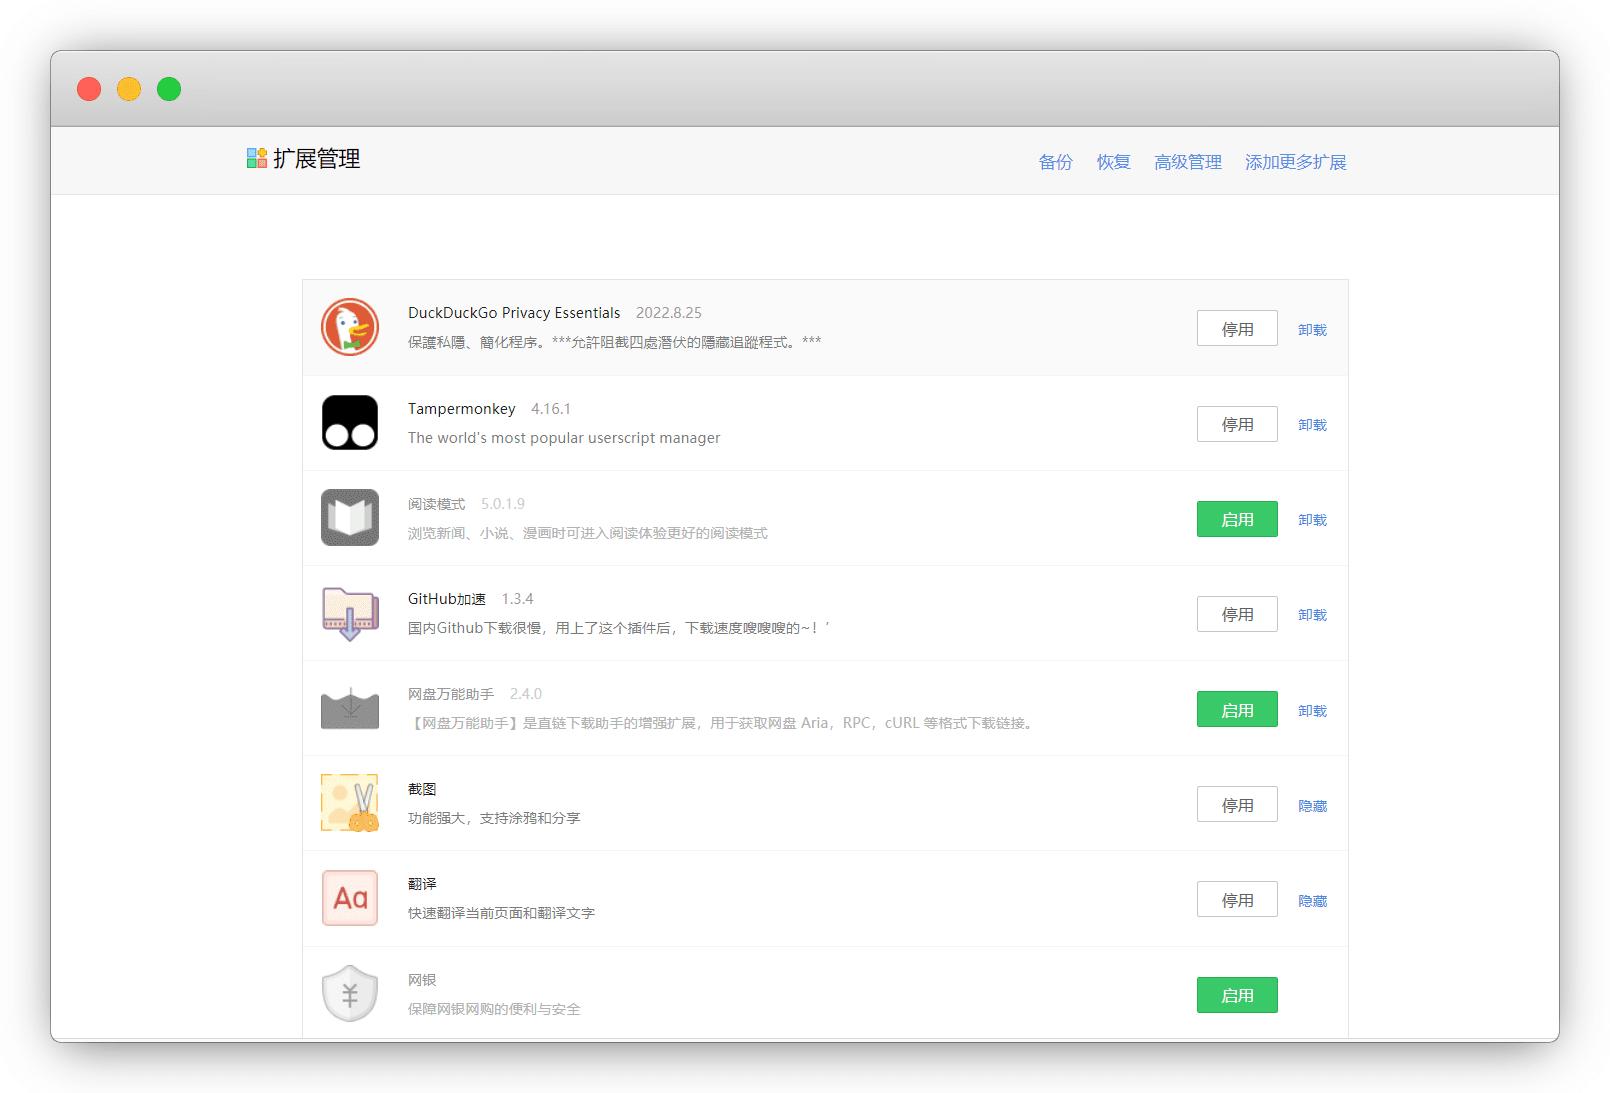 扩展管理
备份 恢复 高级管理 添加更多扩展
DuckDuckGo Privacy Essentials 2022.8.25
保護私隱、簡化程序。***允許阻截四處潛伏的隱藏追蹤程式。***
停用 卸载
Tampermonkey 4.16.1
The world's most popular userscript manager
停用 卸载
阅读模式 5.0.1.9
浏览新闻、小说、漫画时可进入阅读体验更好的阅读模式
启用 卸载
GitHub加速 1.3.4
国内Github下载很慢，用上了这个插件后，下载速度嗖嗖嗖的~！’
停用 卸载
网盘万能助手 2.4.0
【网盘万能助手】是直链下载助手的增强扩展，用于获取网盘 Aria，RPC，cURL 等格式下载链接。
启用 卸载
截图
功能强大，支持涂鸦和分享
停用 隐藏
Aa
翻译
快速翻译当前页面和翻译文字
停用 隐藏
¥
网银
保障网银网购的便利与安全
启用